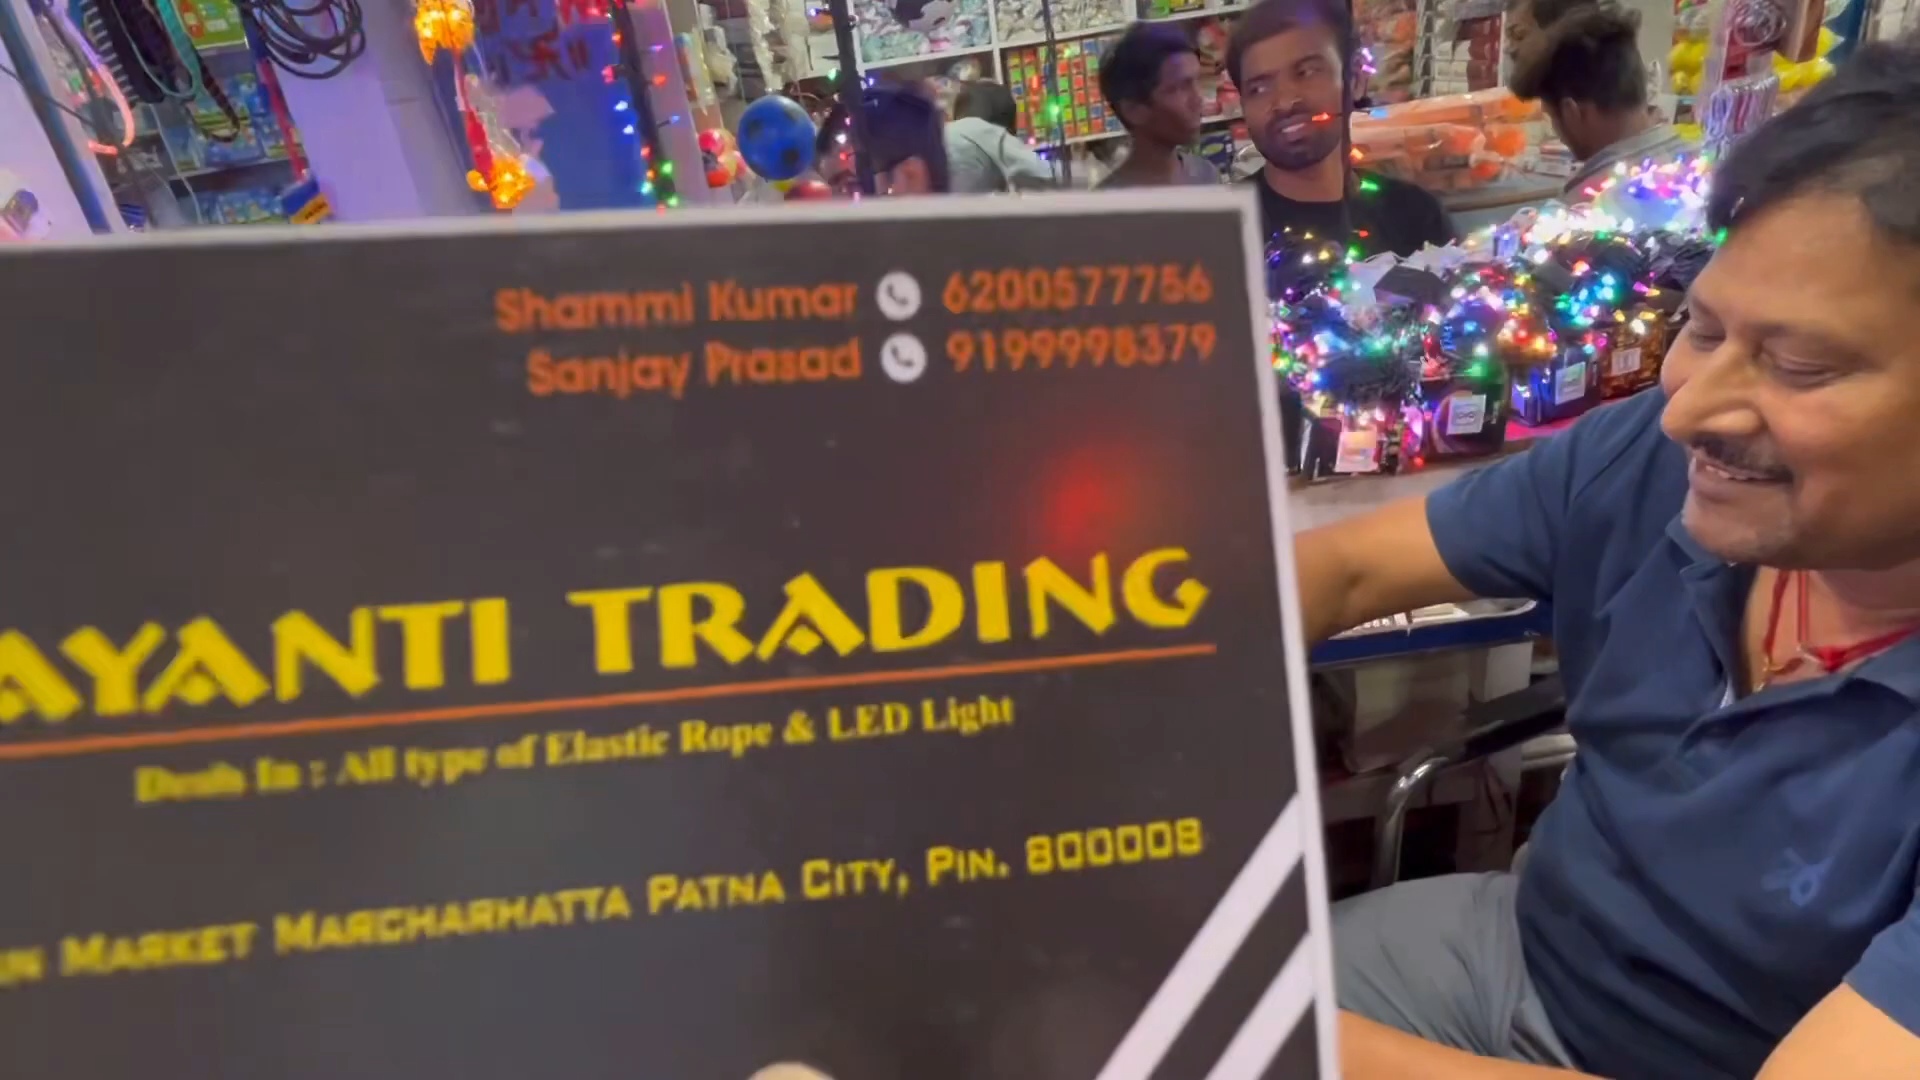 Shammi Kumar 6200577756
Sanjay Prasad 9199998379
AYANTI TRADING
Deals In : All type of Elastic Rope & LED Light
MARKET MARCHARHATTA PATNA CITY, PIN. 800008